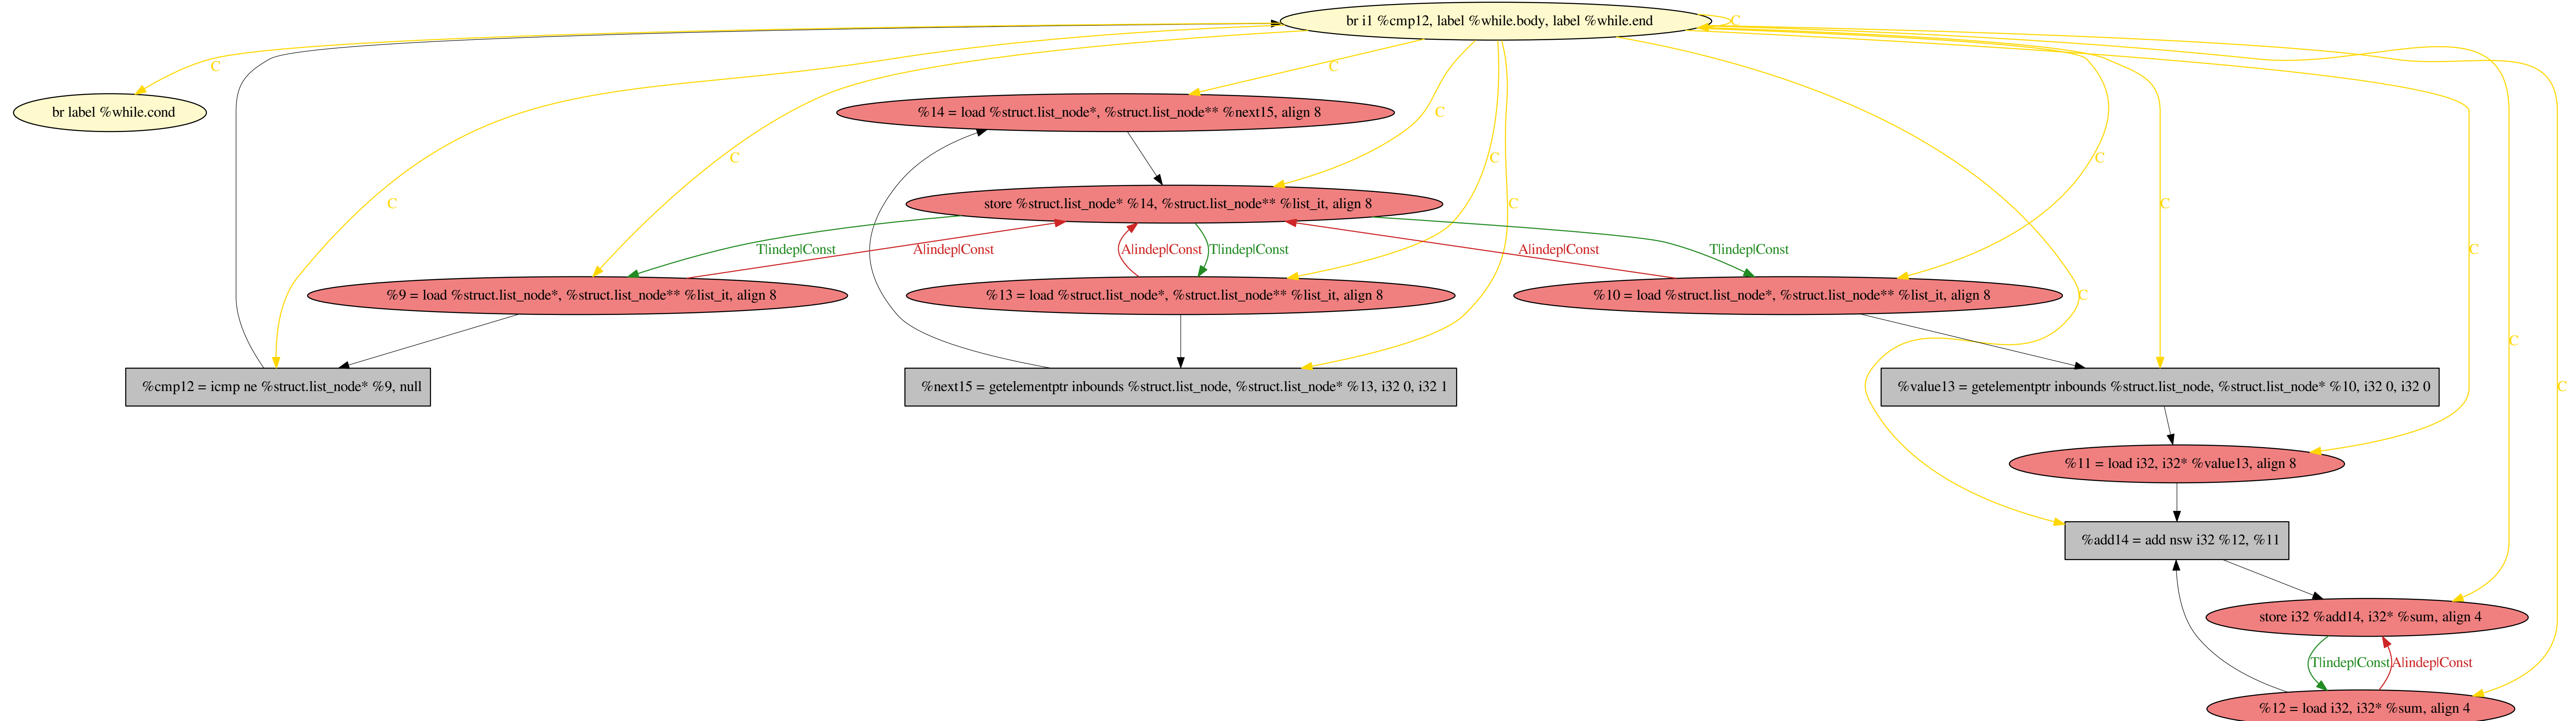 br i1 %cmp12, label %while.body, label %while.end
C
C
C
br label %while.cond
%14 = load %struct.list_node*, %struct.list_node** %next15, align 8
C
C
C
C
C
C
store %struct.list_node* %14, %struct.list_node** %list_it, align 8
C
C
T|indep|Const
A|indep|Const
A|indep|Const
T|indep|Const
A|indep|Const
T|indep|Const
C
%9 = load %struct.list_node*, %struct.list_node** %list_it, align 8
%13 = load %struct.list_node*, %struct.list_node** %list_it, align 8
%10 = load %struct.list_node*, %struct.list_node** %list_it, align 8
C
C
%cmp12 = icmp ne %struct.list_node* %9, null
%next15 = getelementptr inbounds %struct.list_node, %struct.list_node* %13, i32 0, i32 1
%value13 = getelementptr inbounds %struct.list_node, %struct.list_node* %10, i32 0, i32 0
C
%11 = load i32, i32* %value13, align 8
%add14 = add nsw i32 %12, %11
store i32 %add14, i32* %sum, align 4
T|indep|Const
A|indep|Const
%12 = load i32, i32* %sum, align 4